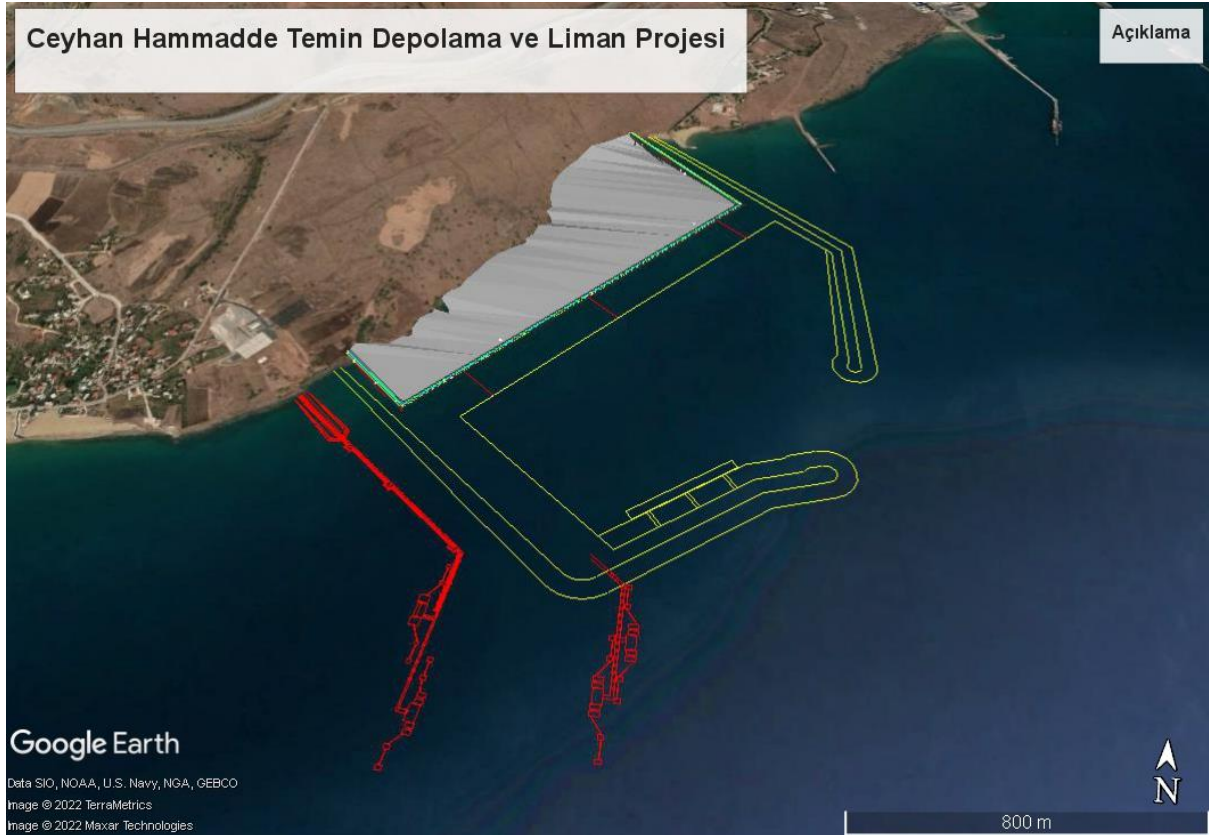 Ceyhan Hammadde Temin Depolama ve Liman Projesi
Açıklama
Google Earth
Data SIO, NOAA, U.S. Navy, NGA, GEBCO
Image © 2022 TerraMetrics
Image © 2022 Maxar Technologies
N
800 m